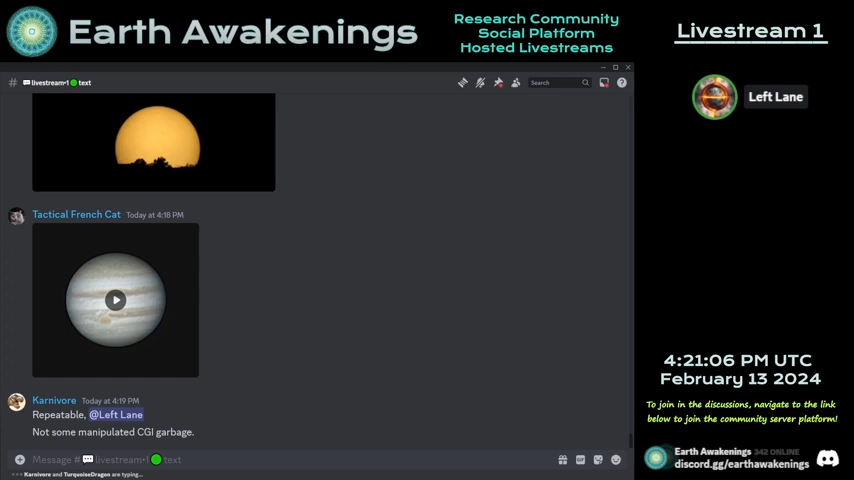 Earth Awakenings
Research Community
Social Platform
Hosted Livestreams
Livestream 1
# livestream-1 text
Search
Left Lane
Tactical French Cat Today at 4:18 PM
Karnivore Today at 4:19 PM
Repeatable, @Left Lane
Not some manipulated CGI garbage.
Message # livestream-1 text
Karnivore and TurquoiseDragon are typing...
4:21:06 PM UTC
February 13 2024
To join in the discussions, navigate to the link
below to join the community server platform!
Earth Awakenings 342 ONLINE
discord.gg/earthawakenings